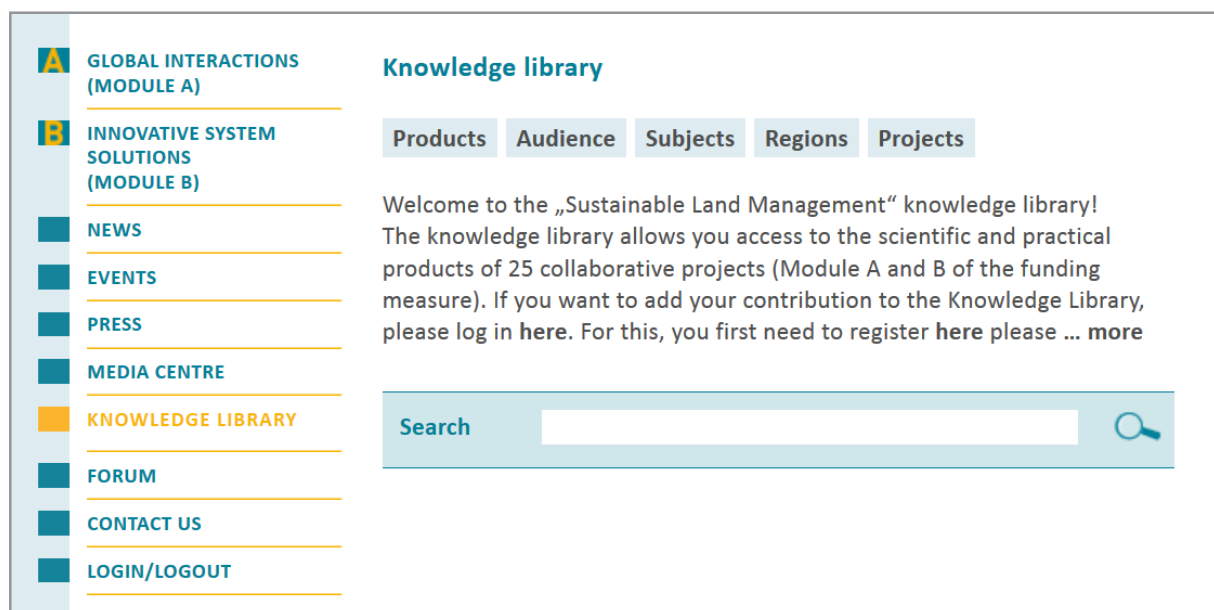 A
GLOBAL INTERACTIONS
(MODULE A)
B
INNOVATIVE SYSTEM
SOLUTIONS
(MODULE B)
NEWS
EVENTS
PRESS
MEDIA CENTRE
KNOWLEDGE LIBRARY
FORUM
CONTACT US
LOGIN/LOGOUT
Knowledge library
Products Audience Subjects Regions Projects
Welcome to the „Sustainable Land Management“ knowledge library!
The knowledge library allows you access to the scientific and practical
products of 25 collaborative projects (Module A and B of the funding
measure). If you want to add your contribution to the Knowledge Library,
please log in here. For this, you first need to register here please ... more
Search